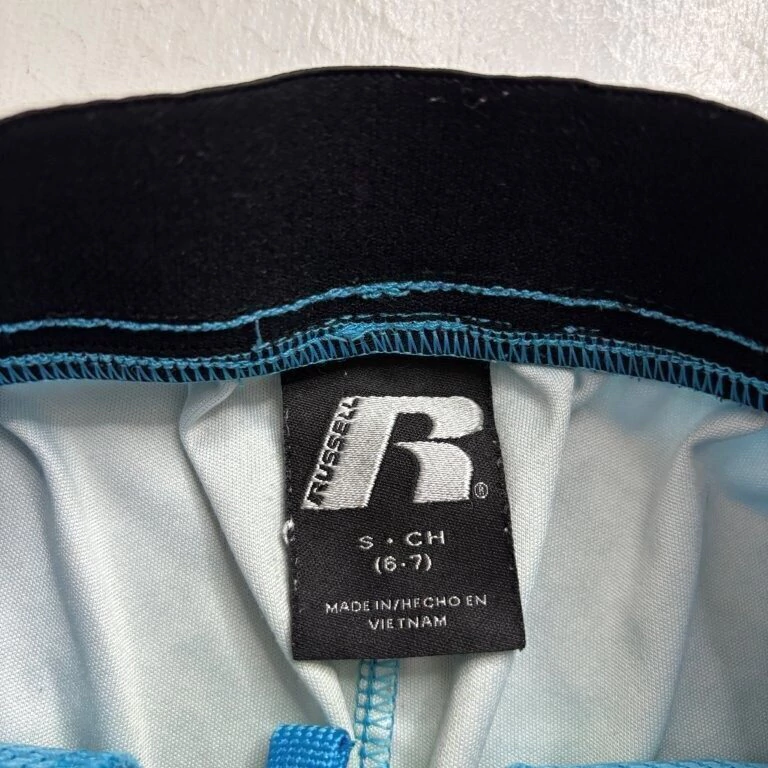 RUSSELL
R
®
S · CH
(6-7)
MADE IN/HECHO EN
VIETNAM